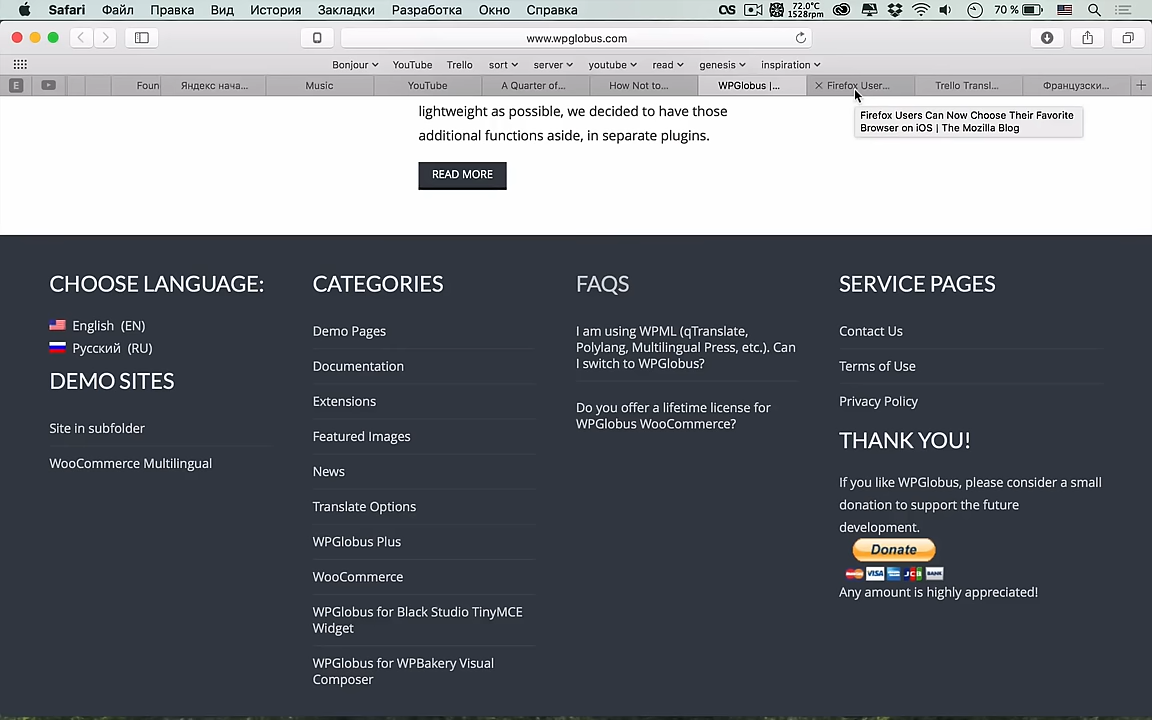 Safari Файл Правка Вид История Закладки Разработка Окно Справка
72.0°C
1528rpm
70 %
www.wpglobus.com
Bonjour YouTube Trello sort server youtube read genesis inspiration
E Foun Яндекс нача... Music YouTube A Quarter of... How Not to... WPGlobus |... Firefox User... Trello Transl... Французски...
Firefox Users Can Now Choose Their Favorite
Browser on iOS | The Mozilla Blog
lightweight as possible, we decided to have those
additional functions aside, in separate plugins.
READ MORE
CHOOSE LANGUAGE:
English (EN)
Русский (RU)
DEMO SITES
Site in subfolder
WooCommerce Multilingual
CATEGORIES
Demo Pages
Documentation
Extensions
Featured Images
News
Translate Options
WPGlobus Plus
WooCommerce
WPGlobus for Black Studio TinyMCE
Widget
WPGlobus for WPBakery Visual
Composer
FAQS
I am using WPML (qTranslate,
Polylang, Multilingual Press, etc.). Can
I switch to WPGlobus?
Do you offer a lifetime license for
WPGlobus WooCommerce?
SERVICE PAGES
Contact Us
Terms of Use
Privacy Policy
THANK YOU!
If you like WPGlobus, please consider a small
donation to support the future
development.
Donate
VISA JCB BANK
Any amount is highly appreciated!